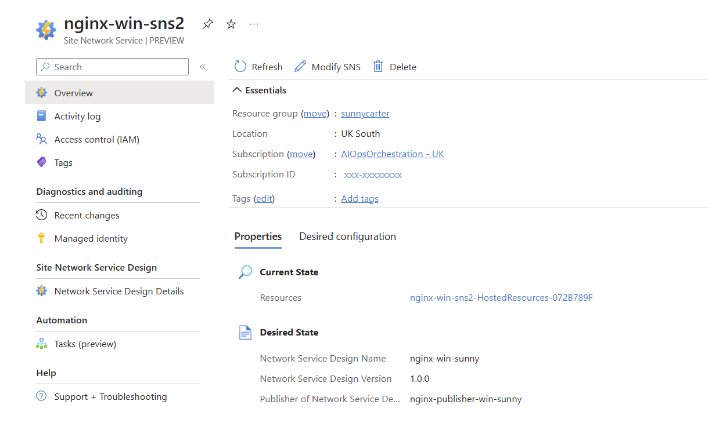 nginx-win-sns2
Site Network Service | PREVIEW
Search
Overview
Activity log
Access control (IAM)
Tags
Diagnostics and auditing
Recent changes
Managed identity
Site Network Service Design
Network Service Design Details
Automation
Tasks (preview)
Help
Support + Troubleshooting
Refresh Modify SNS Delete
Essentials
Resource group (move) : sunnycarter
Location : UK South
Subscription (move) : AIOpsOrchestration - UK
Subscription ID : xxx-xxxxxxxx
Tags (edit) : Add tags
Properties Desired configuration
Current State
Resources nginx-win-sns2-HostedResources-072B789F
Desired State
Network Service Design Name nginx-win-sunny
Network Service Design Version 1.0.0
Publisher of Network Service De... nginx-publisher-win-sunny